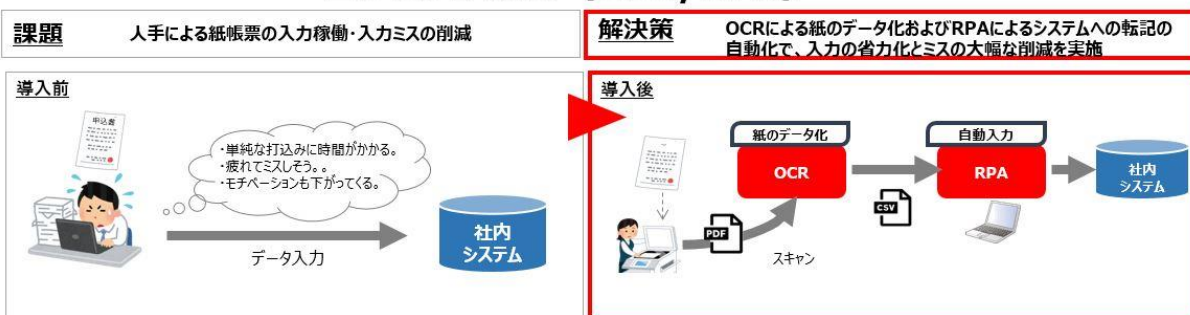 課題
人手による紙帳票の入力稼働・入力ミスの削減
解決策
OCRによる紙のデータ化およびRPAによるシステムへの転記の
自動化で、入力の省力化とミスの大幅な削減を実施
導入前
申込書
・単純な打込みに時間がかかる。
・疲れてミスしそう。。
・モチベーションも下がってくる。
データ入力
社内
システム
導入後
紙のデータ化
OCR
自動入力
RPA
社内
システム
CSV
PDF
スキャン